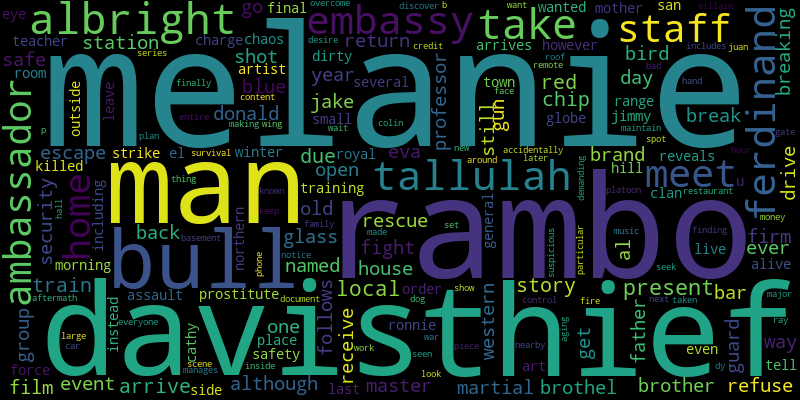 eye albright go final embassy take staff wanted mother san villain ferdinand breaking
teacher station charge chaos arrives however overcome discover b want
series safe room shot dirty return bird includes juan
finally artist year several professor breaking desire credit roof remote bad
melanie
outside leave blue jake red day town face hand
content donald small still gun chip range jimmy break
p entire making wing wait colin globe maintain spot gate
ambassador plan survival new accidentally around later hour
escape strike el winter due royal eva brand reveals
killed thing open tallulah hill meet u drive
home man training demanding clan restaurant
including known old rescue general platoon finding money
security hall keep family made set suspicious particular music al live firm ever
back northern glass fight
morning basement notice named house western seek alive
bull rambo
train phone story present
assault prostitute document dog show control fire next taken major
aftermath everyone instead local order bar way
group cathy one follows receive ronnie war nearby aging get father guard ray
large car place seen piece even tell
davis thief
force scene safety work art dy
film event arrive manages inside although last master look martial brothel brother refuse
side